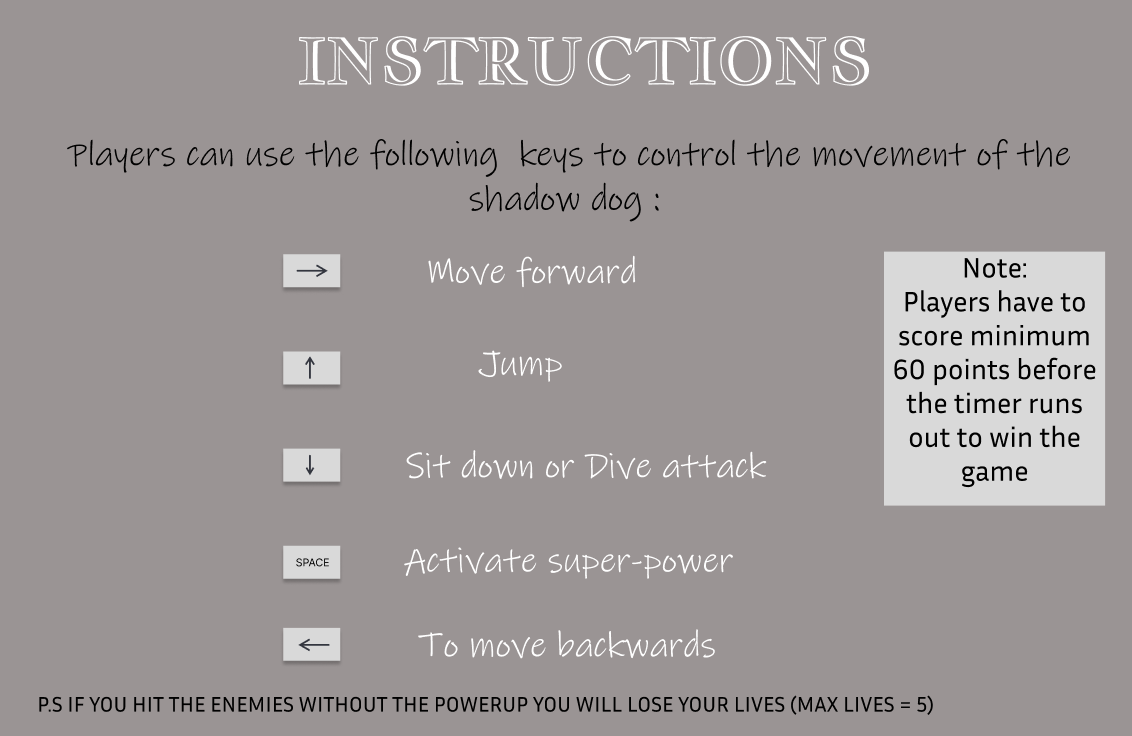 INSTRUCTIONS
Players can use the following keys to control the movement of the
shadow dog :
→ Move forward
↑ Jump
↓ Sit down or Dive attack
SPACE Activate super-power
← To move backwards
Note:
Players have to
score minimum
60 points before
the timer runs
out to win the
game
P.S IF YOU HIT THE ENEMIES WITHOUT THE POWERUP YOU WILL LOSE YOUR LIVES (MAX LIVES = 5)